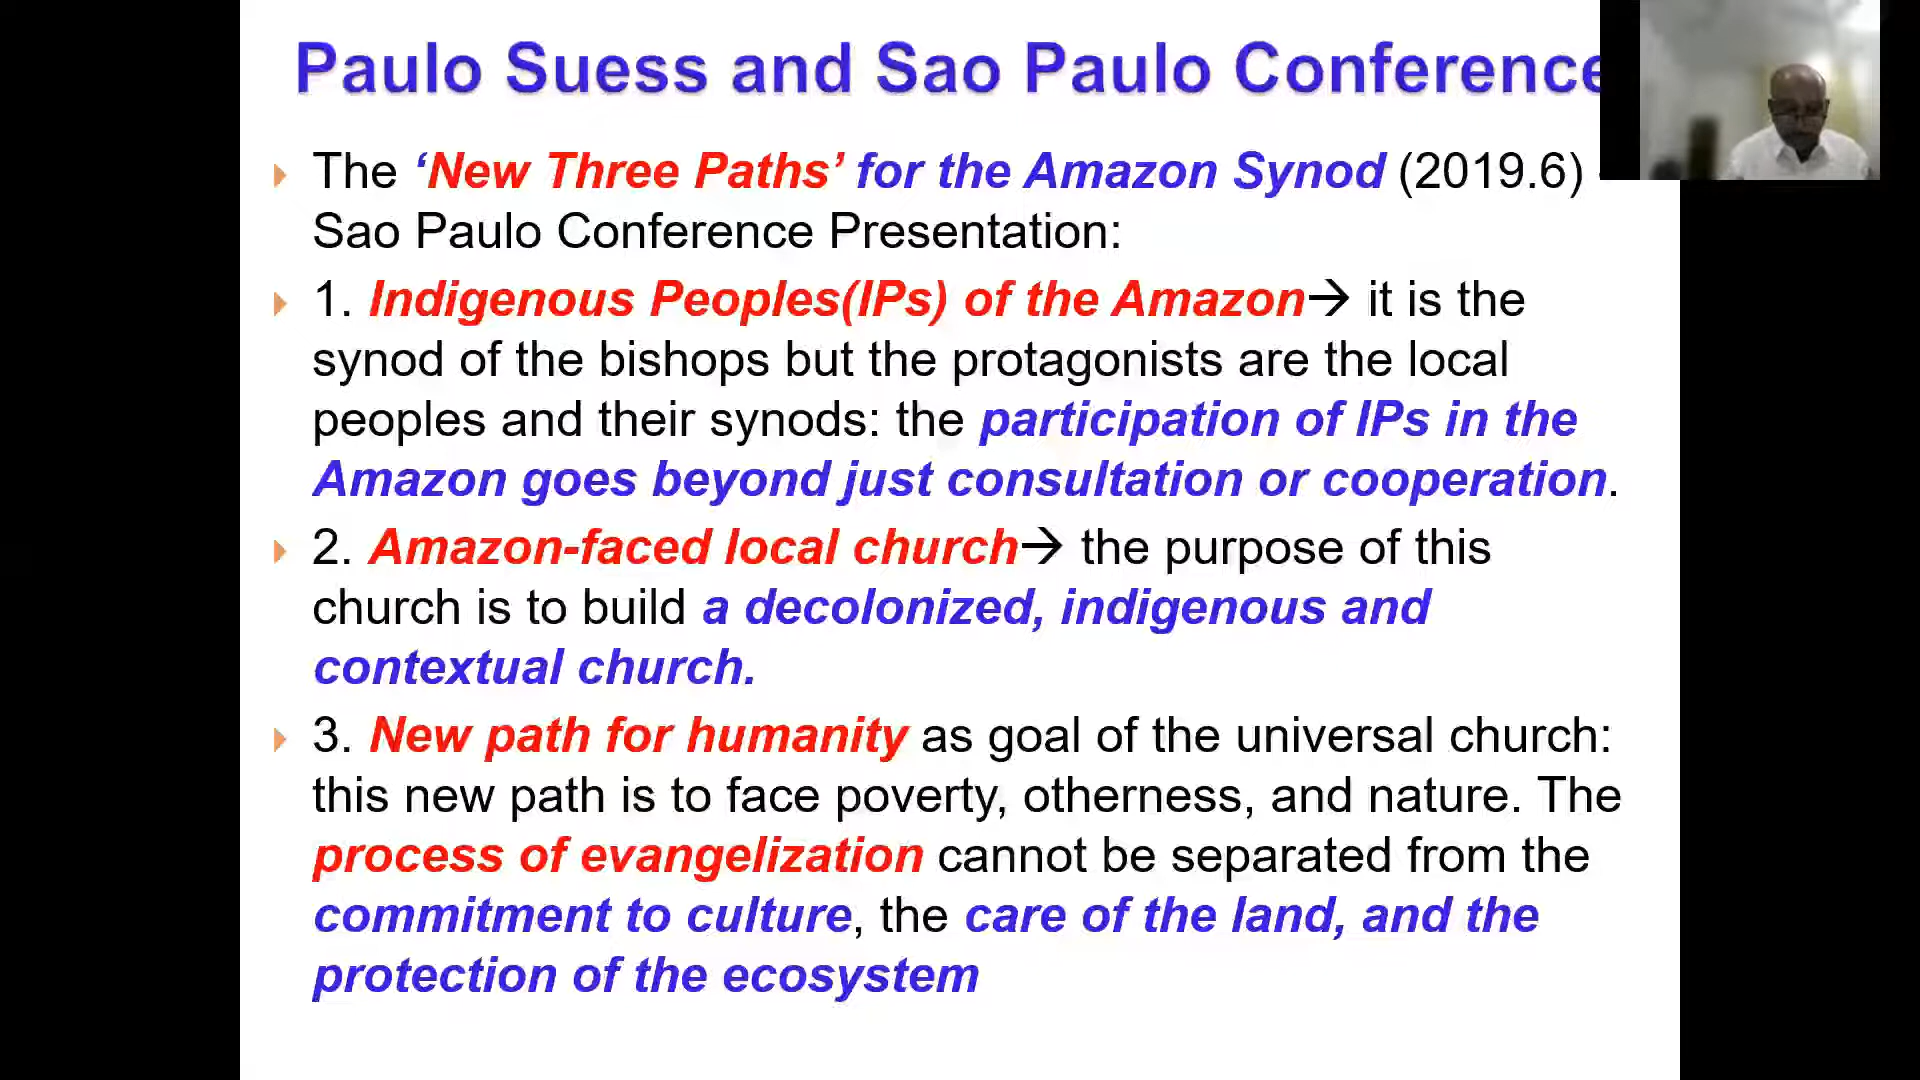 Paulo Suess and Sao Paulo Conference
The ‘New Three Paths’ for the Amazon Synod (2019.6)
Sao Paulo Conference Presentation:
1. Indigenous Peoples(IPs) of the Amazon→ it is the
synod of the bishops but the protagonists are the local
peoples and their synods: the participation of IPs in the
Amazon goes beyond just consultation or cooperation.
2. Amazon-faced local church→ the purpose of this
church is to build a decolonized, indigenous and
contextual church.
3. New path for humanity as goal of the universal church:
this new path is to face poverty, otherness, and nature. The
process of evangelization cannot be separated from the
commitment to culture, the care of the land, and the
protection of the ecosystem